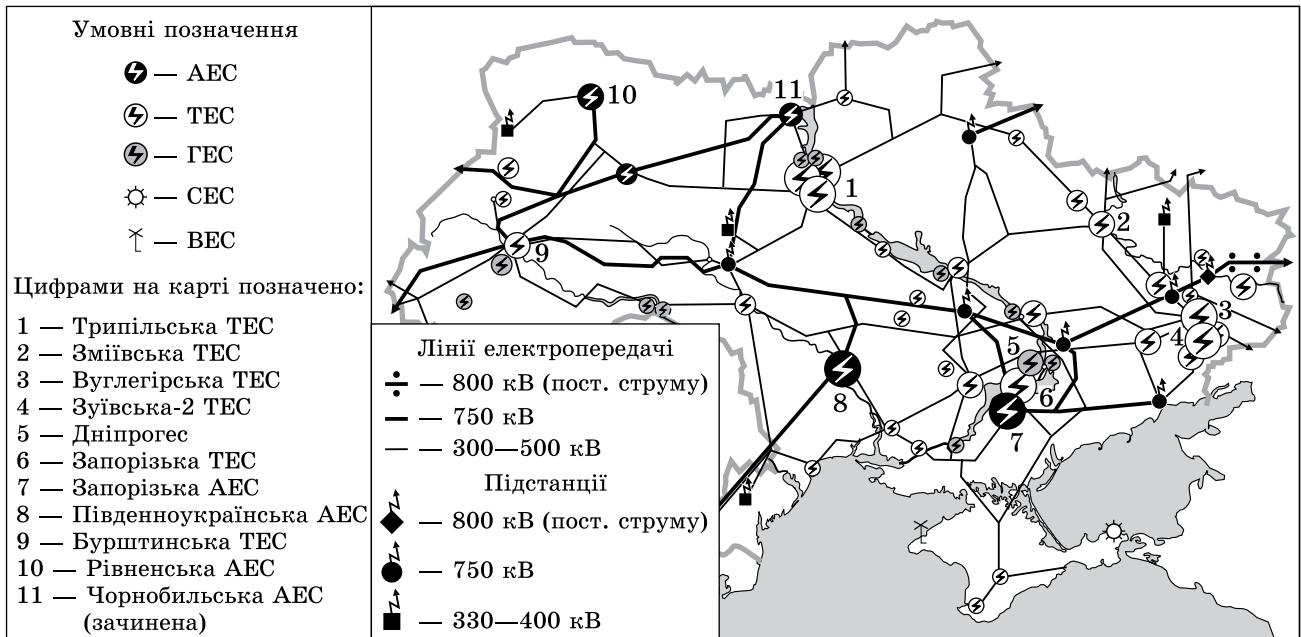 Умовні позначення
— АЕС
— ТЕС
— ГЕС
— СЕС
— ВЕС
Цифрами на карті позначено:
1 — Трипільська ТЕС
2 — Зміївська ТЕС
3 — Вуглегірська ТЕС
4 — Зуївська-2 ТЕС
5 — Дніпрогес
6 — Запорізька ТЕС
7 — Запорізька АЕС
8 — Південноукраїнська АЕС
9 — Бурштинська ТЕС
10 — Рівненська АЕС
11 — Чорнобильська АЕС
(зачинена)
10
11
1
2
9
3
4
5
6
7
8
Лінії електропередачі
— 800 кВ (пост. струму)
— 750 кВ
— 300—500 кВ
Підстанції
— 800 кВ (пост. струму)
— 750 кВ
— 330—400 кВ